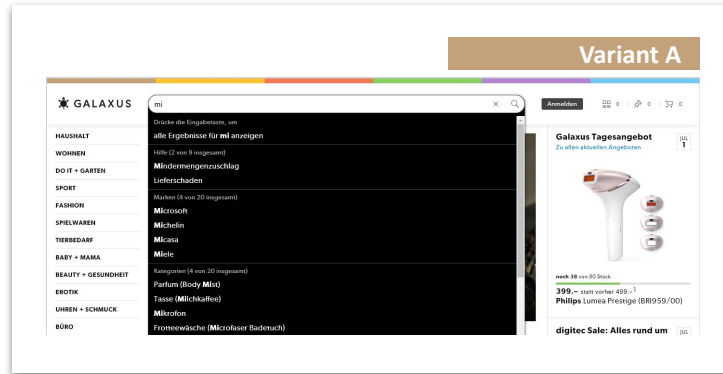 Variant A
GALAXUS
mi
Anmelden
0
0
0
HAUSHALT
WOHNEN
DO IT + GARTEN
SPORT
FASHION
SPIELWAREN
TIERBEDARF
BABY + MAMA
BEAUTY + GESUNDHEIT
EROTIK
UHREN + SCHMUCK
BÜRO
Drücke die Eingabetaste, um
alle Ergebnisse für mi anzeigen
Hilfe (2 von 9 insgesamt)
Mindermengenzuschlag
Lieferschaden
Marken (4 von 20 insgesamt)
Microsoft
Michelin
Micasa
Miele
Kategorien (4 von 20 insgesamt)
Parfum (Body Mist)
Tasse (Milchkaffee)
Mikrofon
Frotteewäsche (Microfaser Badetuch)
Galaxus Tagesangebot
Zu allen aktuellen Angeboten
JUL
1
noch 38 von 80 Stück
399.– statt vorher 499.–1
Philips Lumea Prestige (BRI959/00)
digitec Sale: Alles rund um
JUL